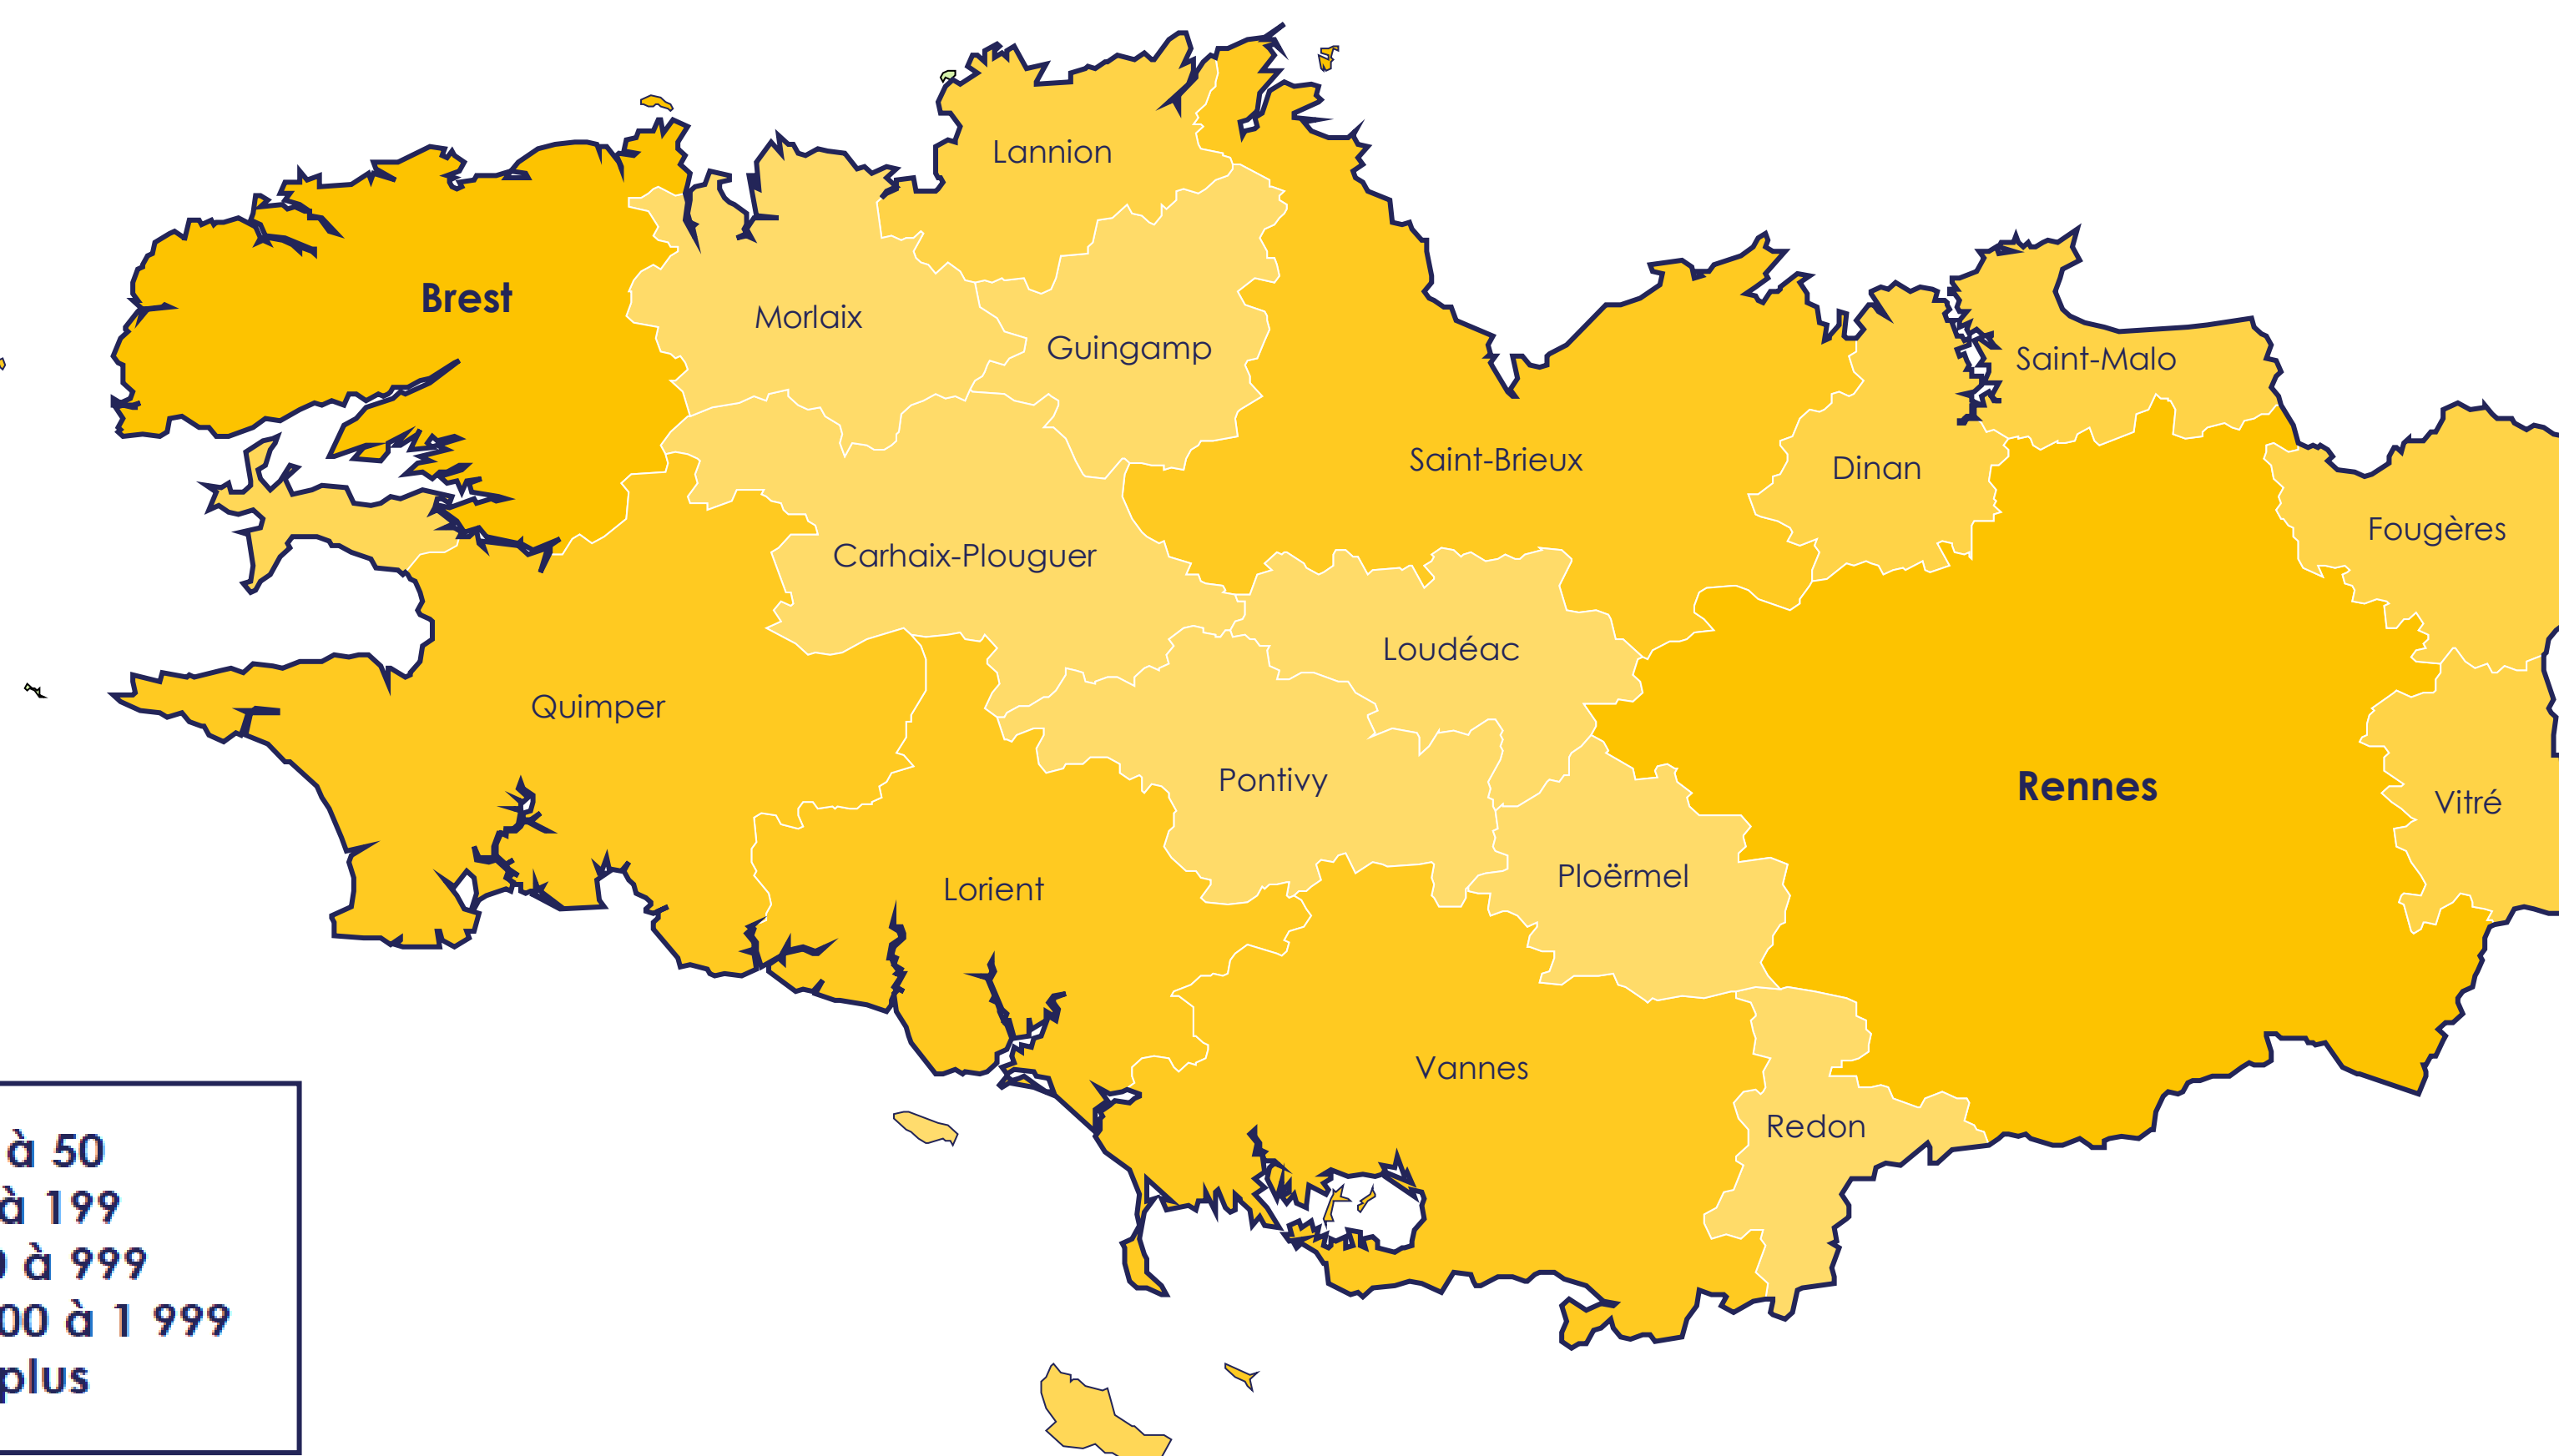 Lannion
Brest
Morlaix
Guingamp
Saint-Malo
Saint-Brieux
Dinan
Fougères
Carhaix-Plouguer
Loudéac
Quimper
Pontivy
Rennes
Vitré
Ploërmel
Lorient
Vannes
Redon
à 50
à 199
à 999
00 à 1 999
plus